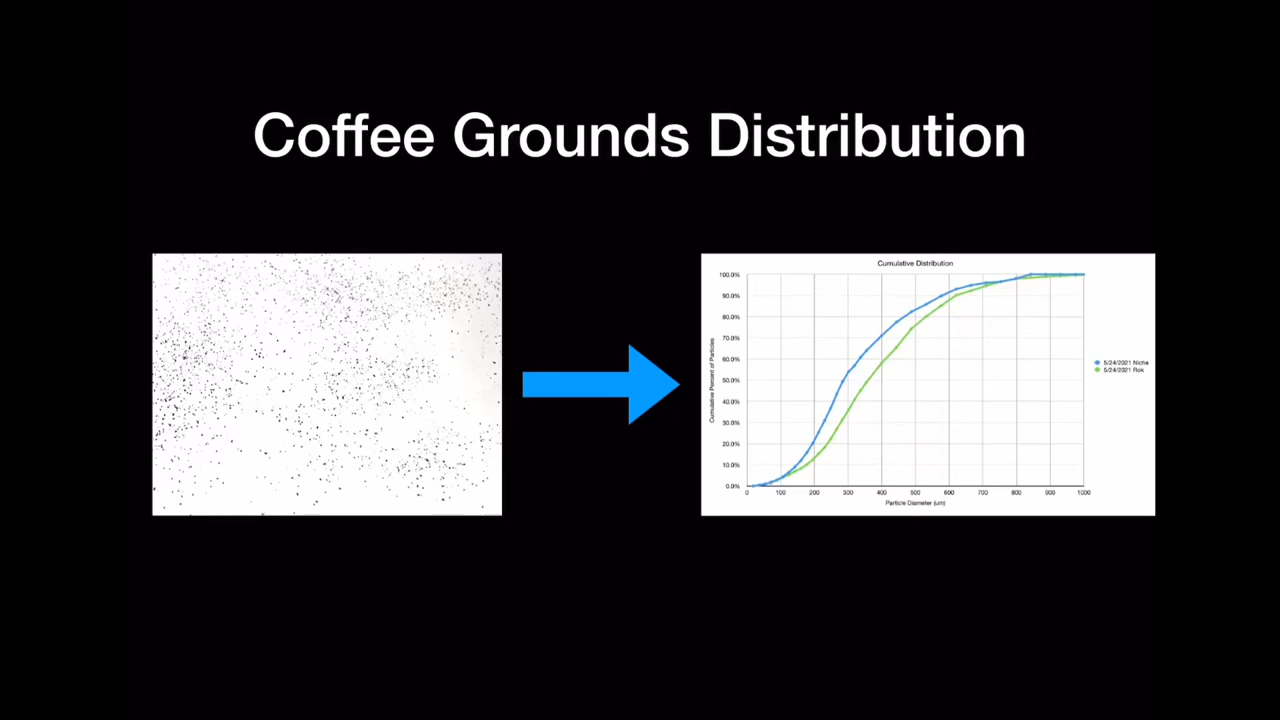 Coffee Grounds Distribution
Cumulative Distribution
100.0%
90.0%
80.0%
70.0%
60.0%
50.0%
40.0%
30.0%
20.0%
10.0%
0.0%
Cumulative Percent of Particles
0 100 200 300 400 500 600 700 800 900 1000
Particle Diameter (um)
5/24/2021 Niche
5/24/2021 Rok